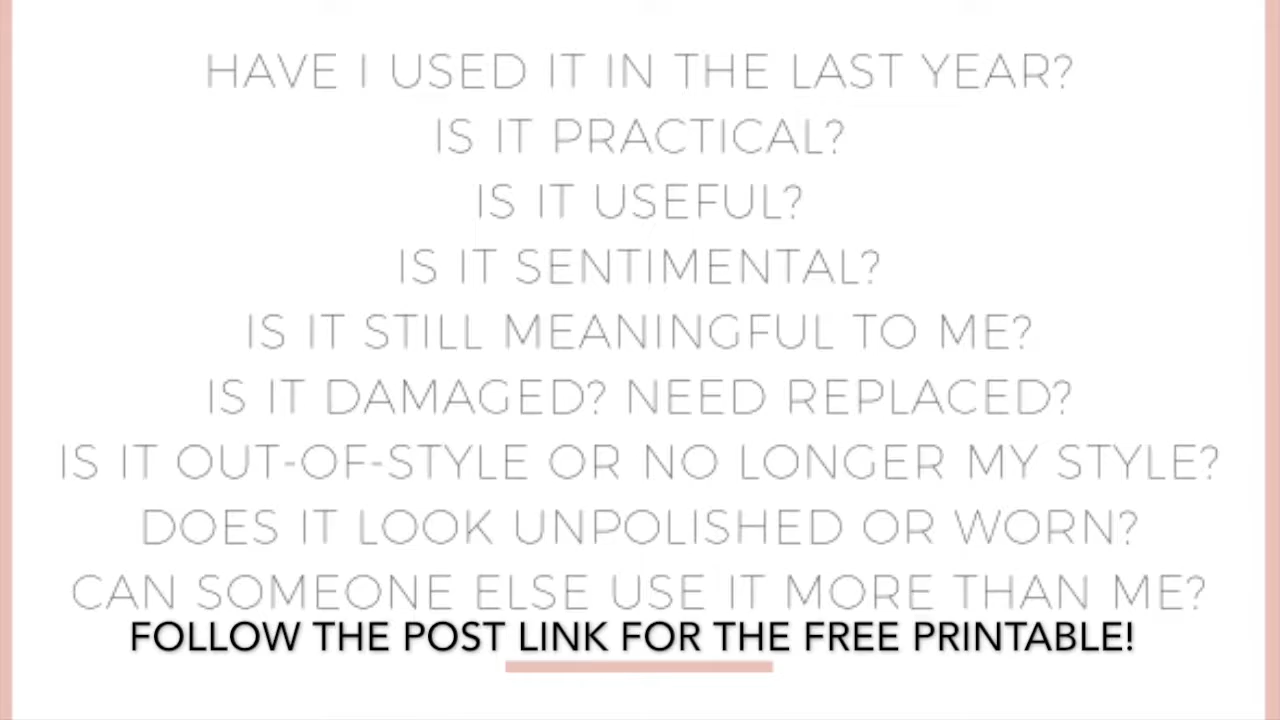 HAVE I USED IT IN THE LAST YEAR?
IS IT PRACTICAL?
IS IT USEFUL?
IS IT SENTIMENTAL?
IS IT STILL MEANINGFUL TO ME?
IS IT DAMAGED? NEED REPLACED?
IS IT OUT-OF-STYLE OR NO LONGER MY STYLE?
DOES IT LOOK UNPOLISHED OR WORN?
CAN SOMEONE ELSE USE IT MORE THAN ME?
FOLLOW THE POST LINK FOR THE FREE PRINTABLE!